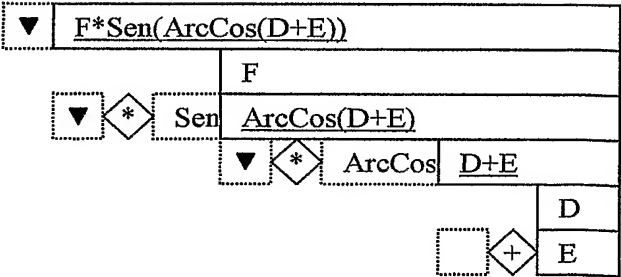 ▼ F*Sen(ArcCos(D+E))
F
▼ * Sen ArcCos(D+E)
▼ * ArcCos D+E
D
+ E